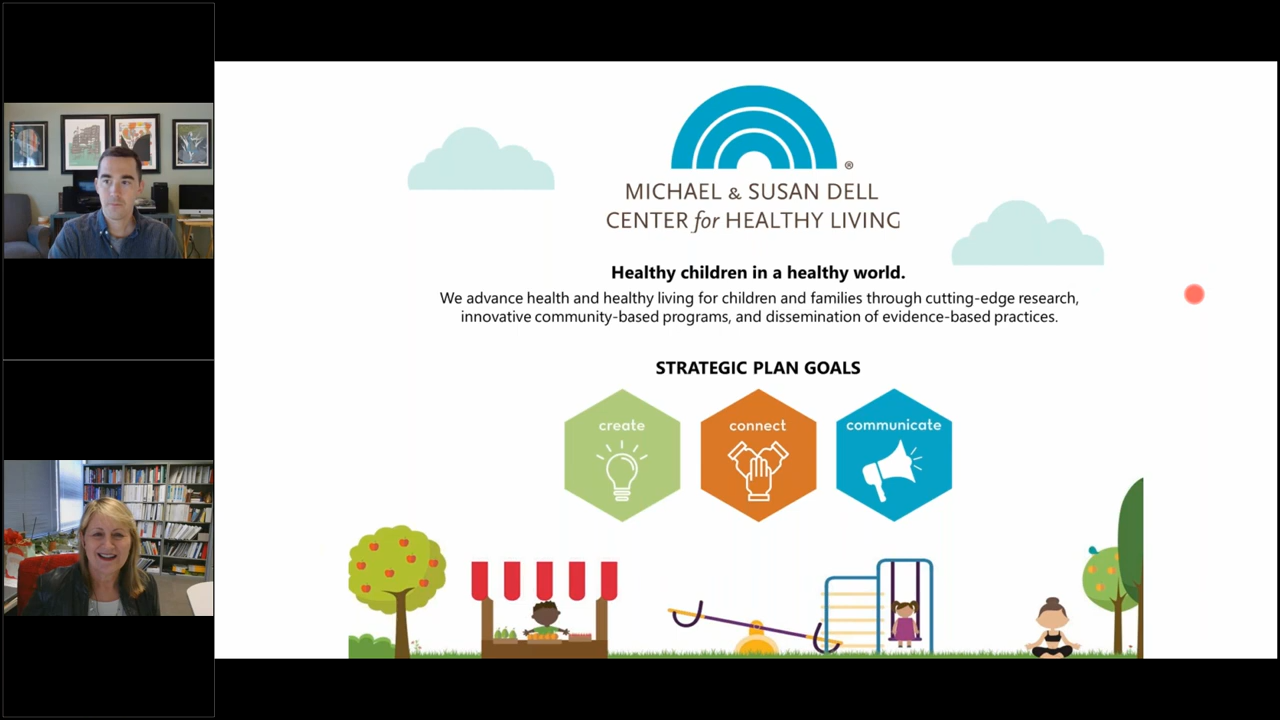 ®
MICHAEL & SUSAN DELL
CENTER for HEALTHY LIVING
Healthy children in a healthy world.
We advance health and healthy living for children and families through cutting-edge research,
innovative community-based programs, and dissemination of evidence-based practices.
STRATEGIC PLAN GOALS
create
connect
communicate